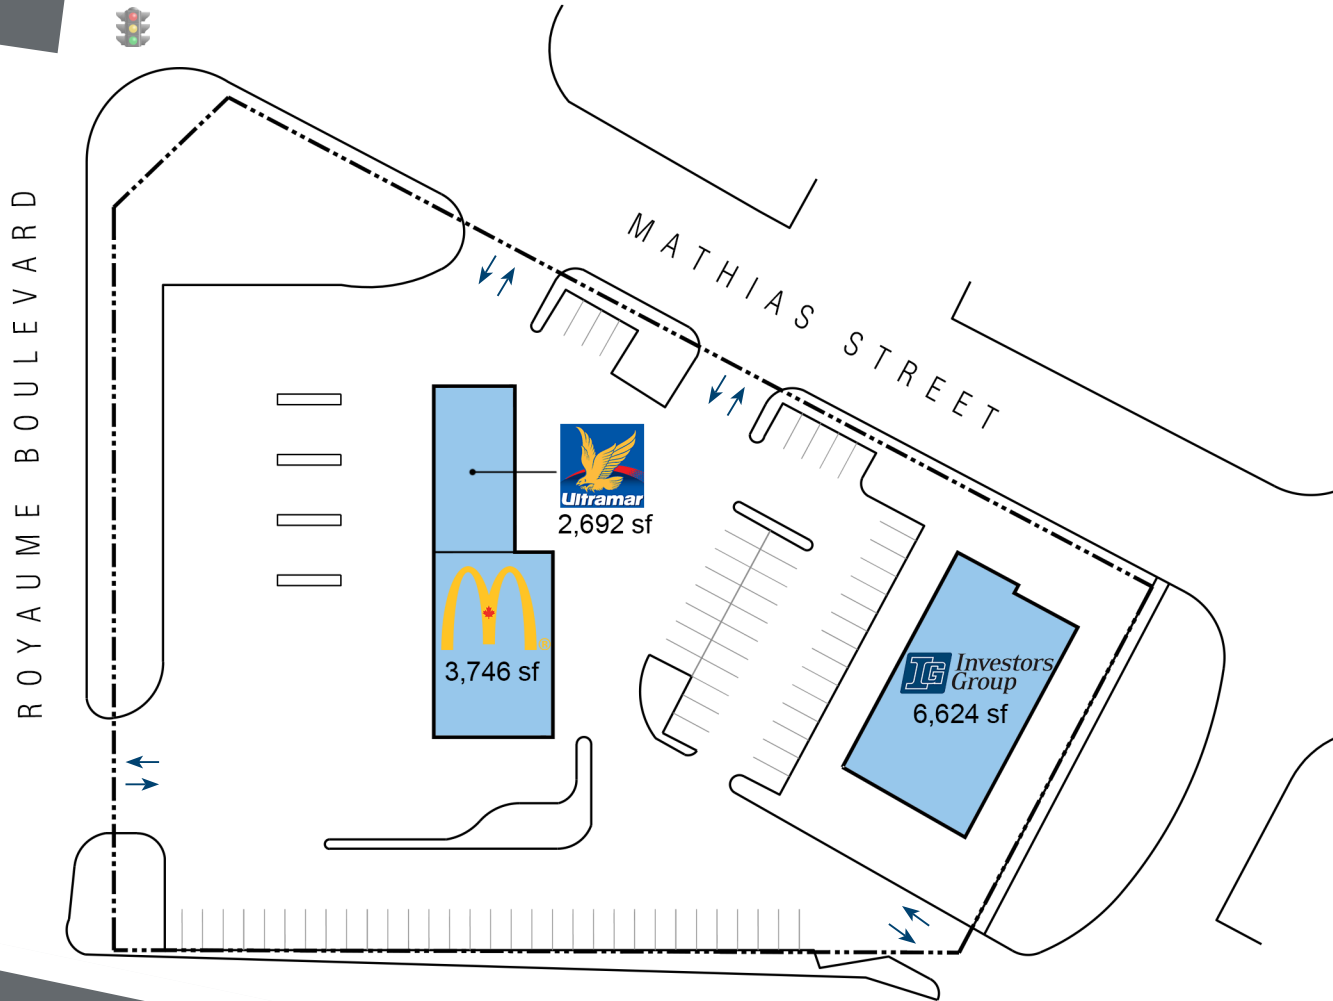 ROYAUME BOULEVARD
MATHIAS STREET
Ultramar
2,692 sf
®
3,746 sf
IG Investors
Group
6,624 sf